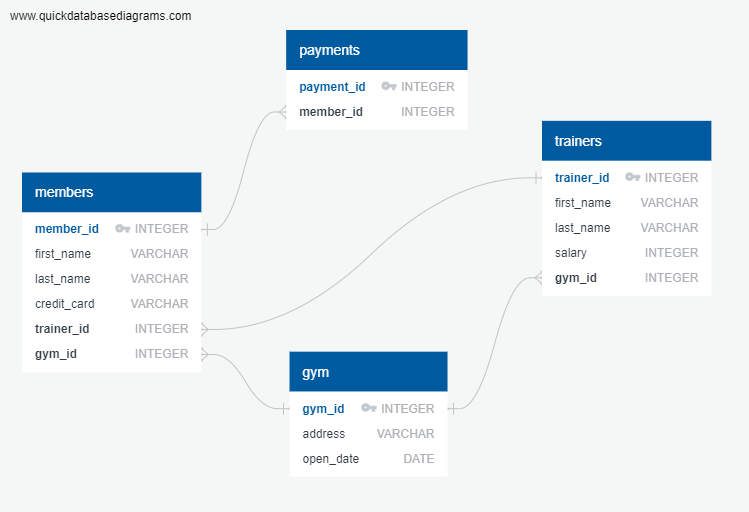 www.quickdatabasediagrams.com
payments
payment_id INTEGER
member_id INTEGER
trainers
trainer_id INTEGER
first_name VARCHAR
last_name VARCHAR
salary INTEGER
gym_id INTEGER
members
member_id INTEGER
first_name VARCHAR
last_name VARCHAR
credit_card VARCHAR
trainer_id INTEGER
gym_id INTEGER
gym
gym_id INTEGER
address VARCHAR
open_date DATE